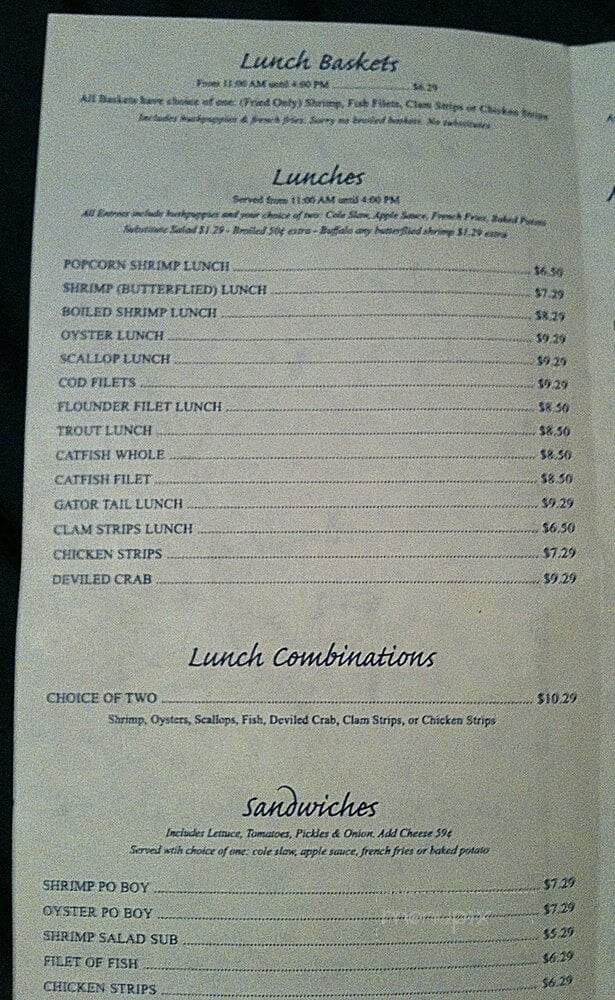 Lunch Baskets
From 11:00 AM until 4:00 PM ........................ $6.29
All Baskets have choice of one: (Fried Only) Shrimp, Fish Filets, Clam Strips or Chicken Strips
Includes hushpuppies & french fries. Sorry no broiled baskets. No substitutes
Lunches
Served from 11:00 AM until 4:00 PM
All Entrees include hushpuppies and your choice of two: Cole Slaw, Apple Sauce, French Fries, Baked Potato
Substitute Salad $1.29 - Broiled 50¢ extra - Buffalo any butterflied shrimp $1.29 extra
POPCORN SHRIMP LUNCH ........................ $6.50
SHRIMP (BUTTERFLIED) LUNCH ........................ $7.29
BOILED SHRIMP LUNCH ........................ $8.29
OYSTER LUNCH ........................ $9.29
SCALLOP LUNCH ........................ $9.29
COD FILETS ........................ $9.29
FLOUNDER FILET LUNCH ........................ $8.50
TROUT LUNCH ........................ $8.50
CATFISH WHOLE ........................ $8.50
CATFISH FILET ........................ $8.50
GATOR TAIL LUNCH ........................ $9.29
CLAM STRIPS LUNCH ........................ $6.50
CHICKEN STRIPS ........................ $7.29
DEVILED CRAB ........................ $9.29
Lunch Combinations
CHOICE OF TWO ........................ $10.29
Shrimp, Oysters, Scallops, Fish, Deviled Crab, Clam Strips, or Chicken Strips
Sandwiches
Includes Lettuce, Tomatoes, Pickles & Onion. Add Cheese 59¢
Served wtih choice of one: cole slaw, apple sauce, french fries or baked potato
SHRIMP PO BOY ........................ $7.29
OYSTER PO BOY ........................ $7.29
SHRIMP SALAD SUB ........................ $5.29
FILET OF FISH ........................ $6.29
CHICKEN STRIPS ........................ $6.29